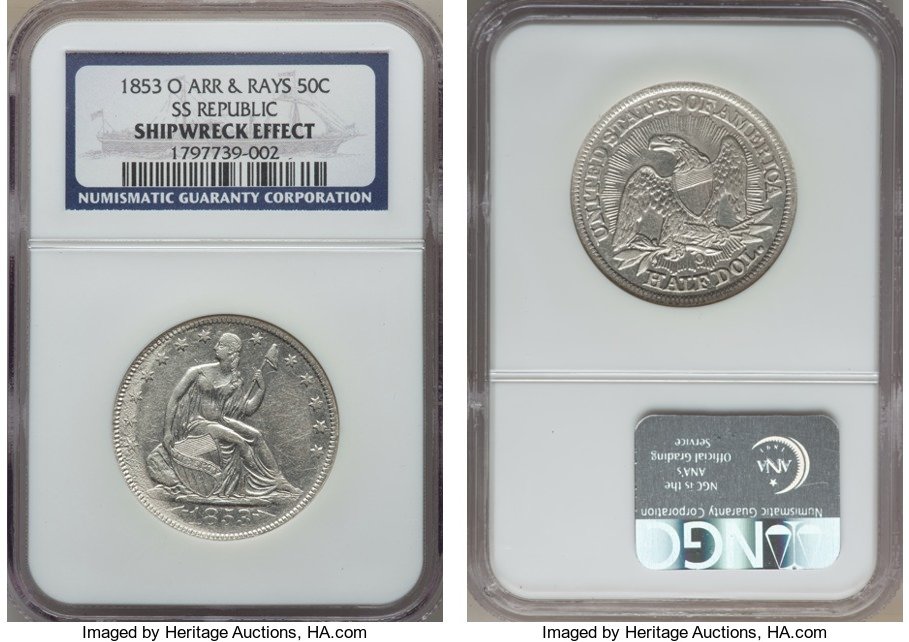 1853 O ARR & RAYS 50C
SS REPUBLIC
SHIPWRECK EFFECT
1797739-002
NUMISMATIC GUARANTY CORPORATION
1853
UNITED STATES OF AMERICA
O
HALF DOL.
NGC is the
ANA's
Official Grading
Service
ANA
1891
Numismatic Guaranty Corporation
NGC
Imaged by Heritage Auctions, HA.com
Imaged by Heritage Auctions, HA.com